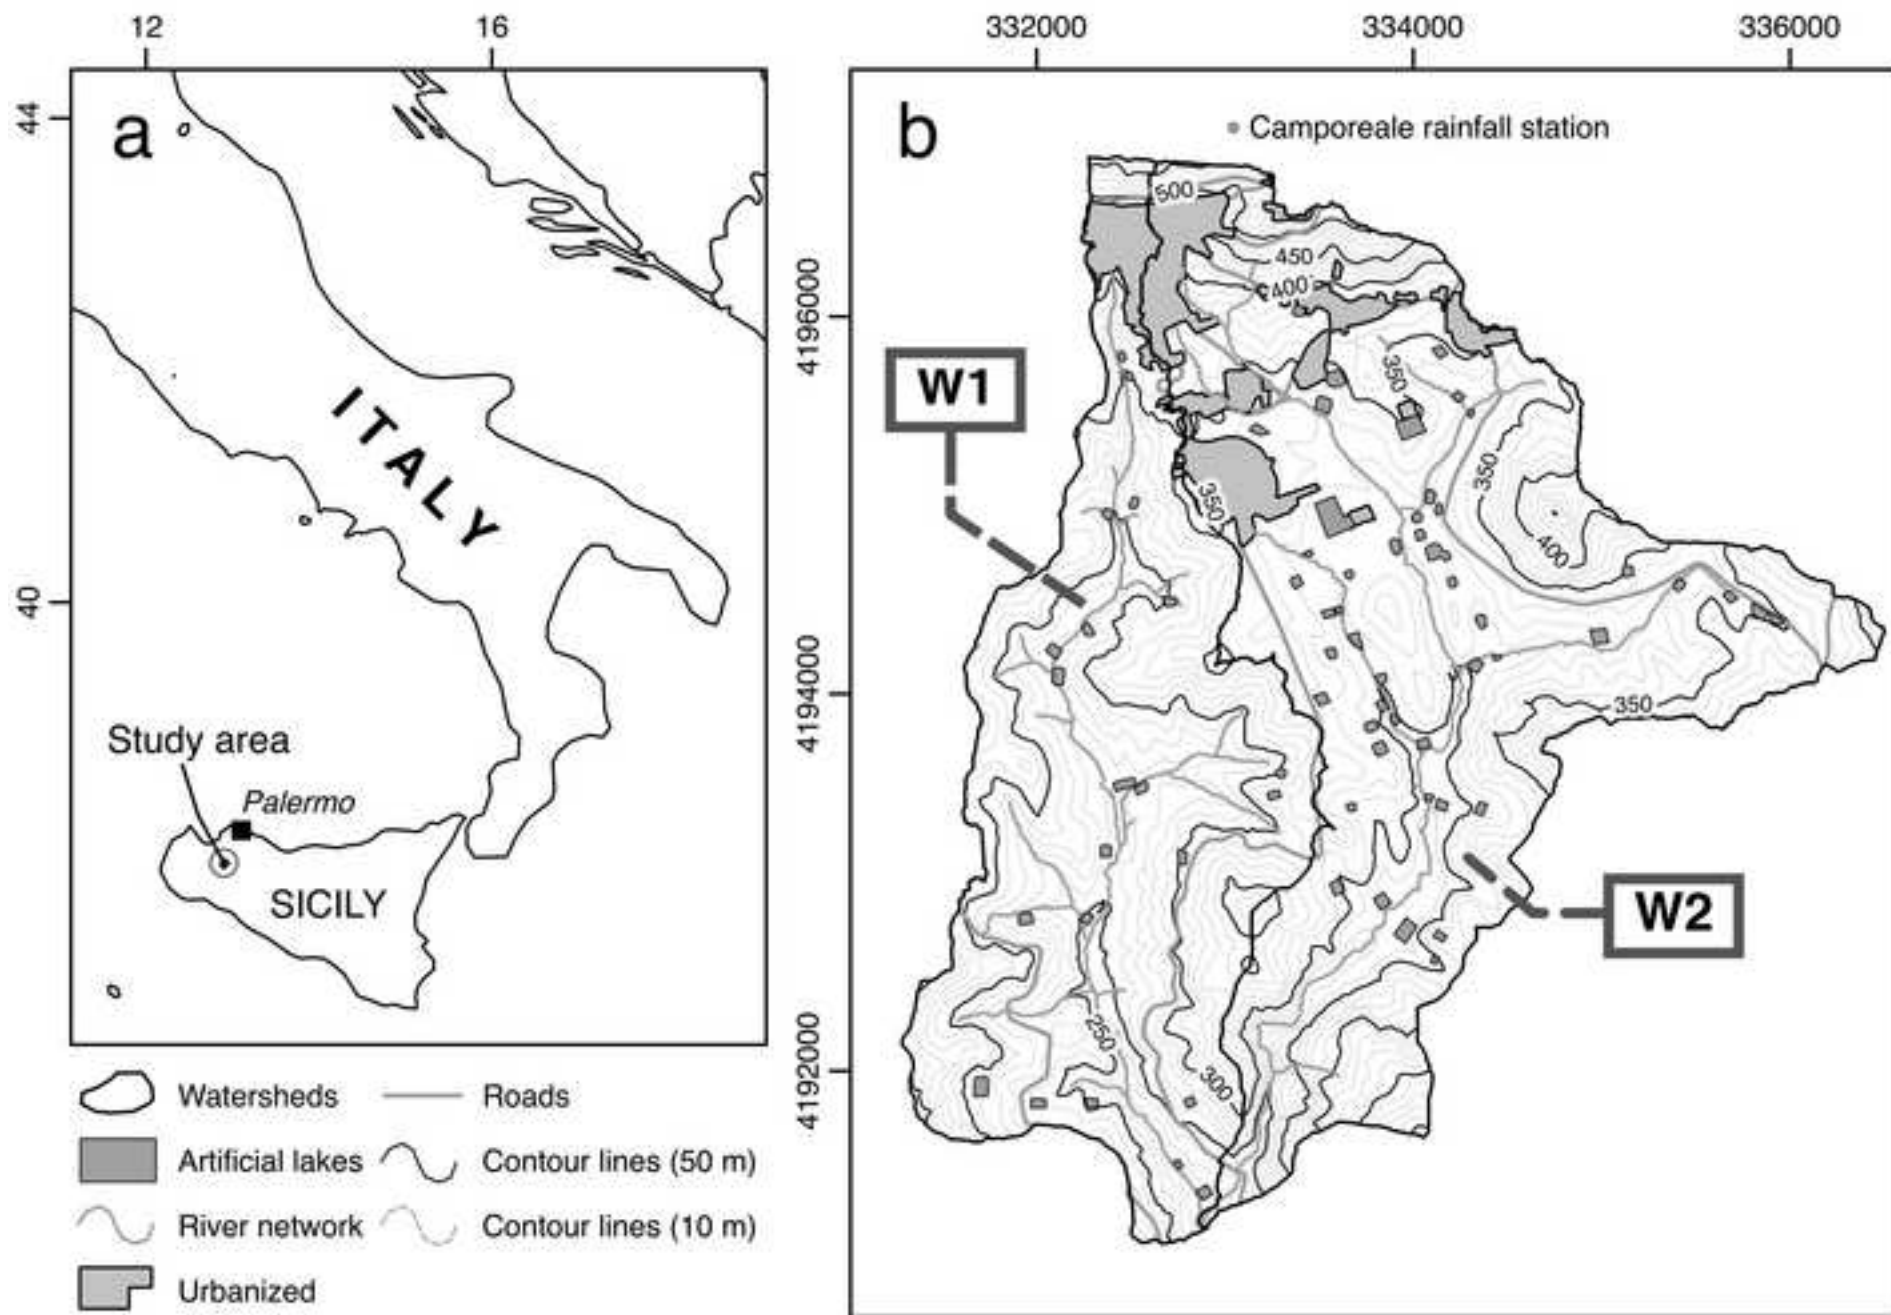 12
16
44
40
a
ITALY
Study area
Palermo
SICILY
332000
334000
336000
4196000
4194000
4192000
b
Camporeale rainfall station
500
450
400
350
350
350
400
350
250
300
W1
W2
Watersheds
Roads
Artificial lakes
Contour lines (50 m)
River network
Contour lines (10 m)
Urbanized